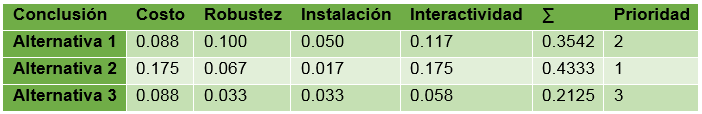 Conclusión Costo Robustez Instalación Interactividad ∑ Prioridad
Alternativa 1 0.088 0.100 0.050 0.117 0.3542 2
Alternativa 2 0.175 0.067 0.017 0.175 0.4333 1
Alternativa 3 0.088 0.033 0.033 0.058 0.2125 3